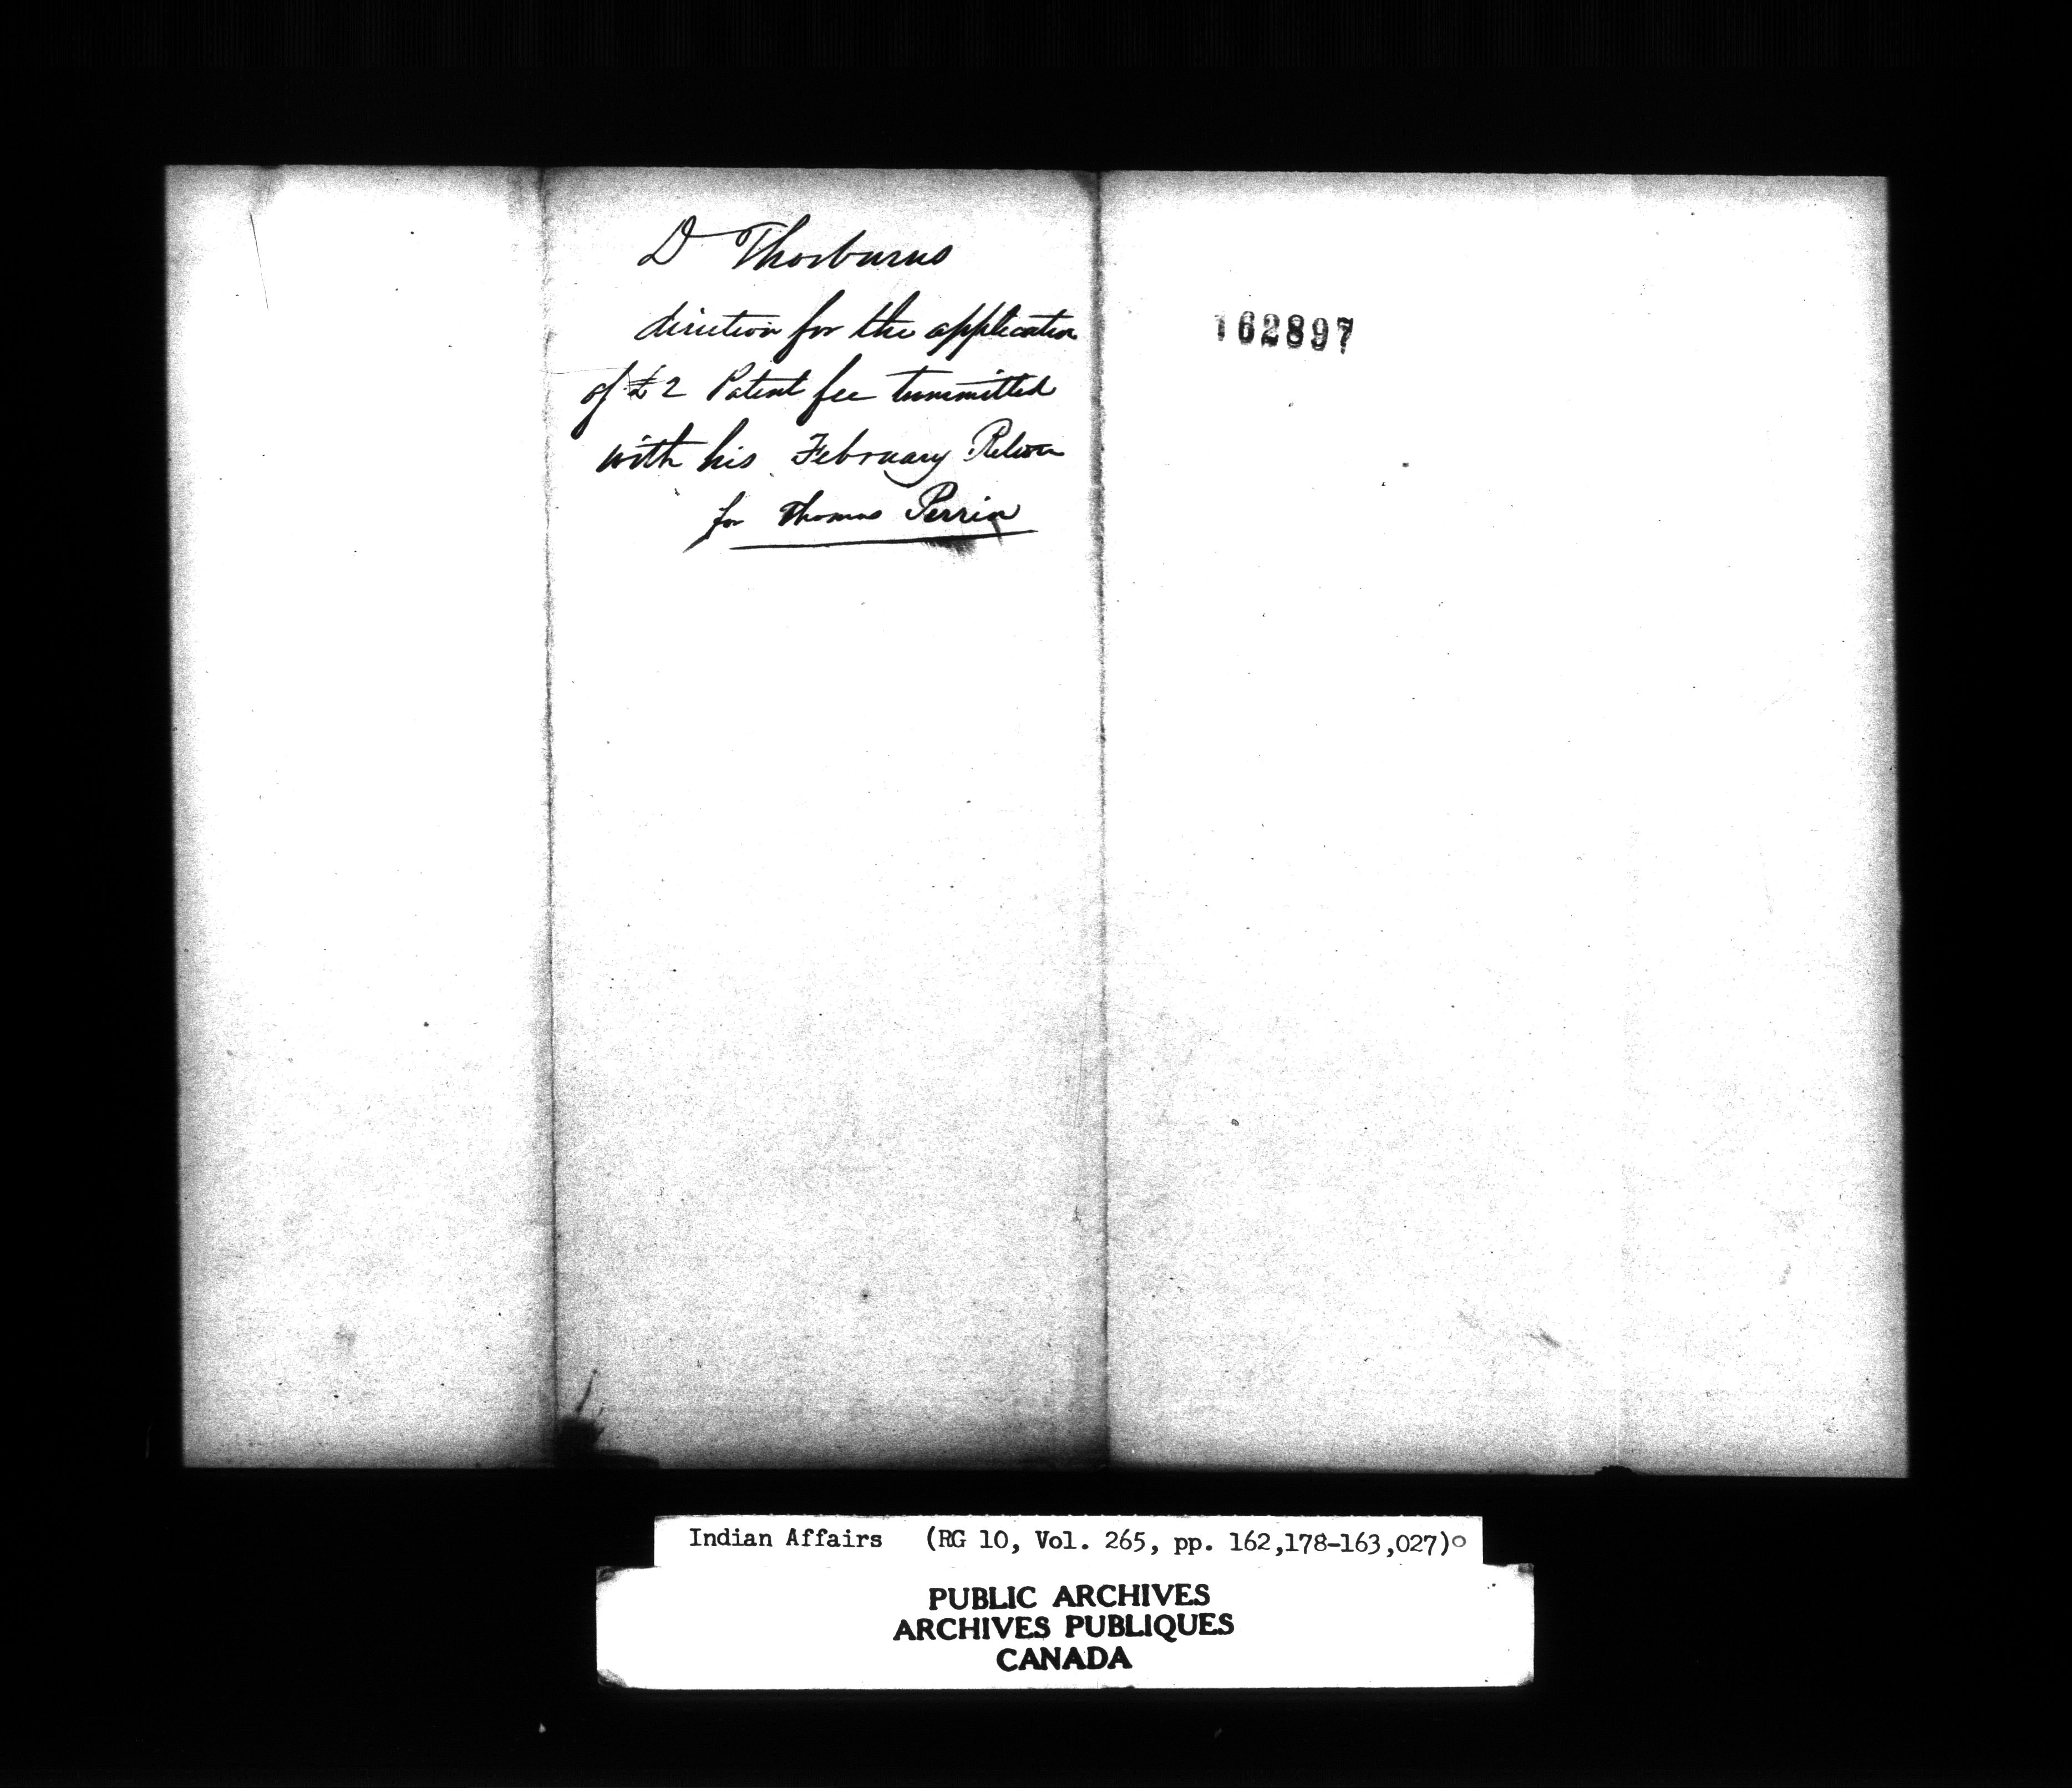 D Thorburns
direction for the application
of £2 Patent fee transmitted
with his February Return
for Thomas Perrin
162897
Indian Affairs (RG 10, Vol. 265, pp. 162,178-163,027)
PUBLIC ARCHIVES
ARCHIVES PUBLIQUES
CANADA